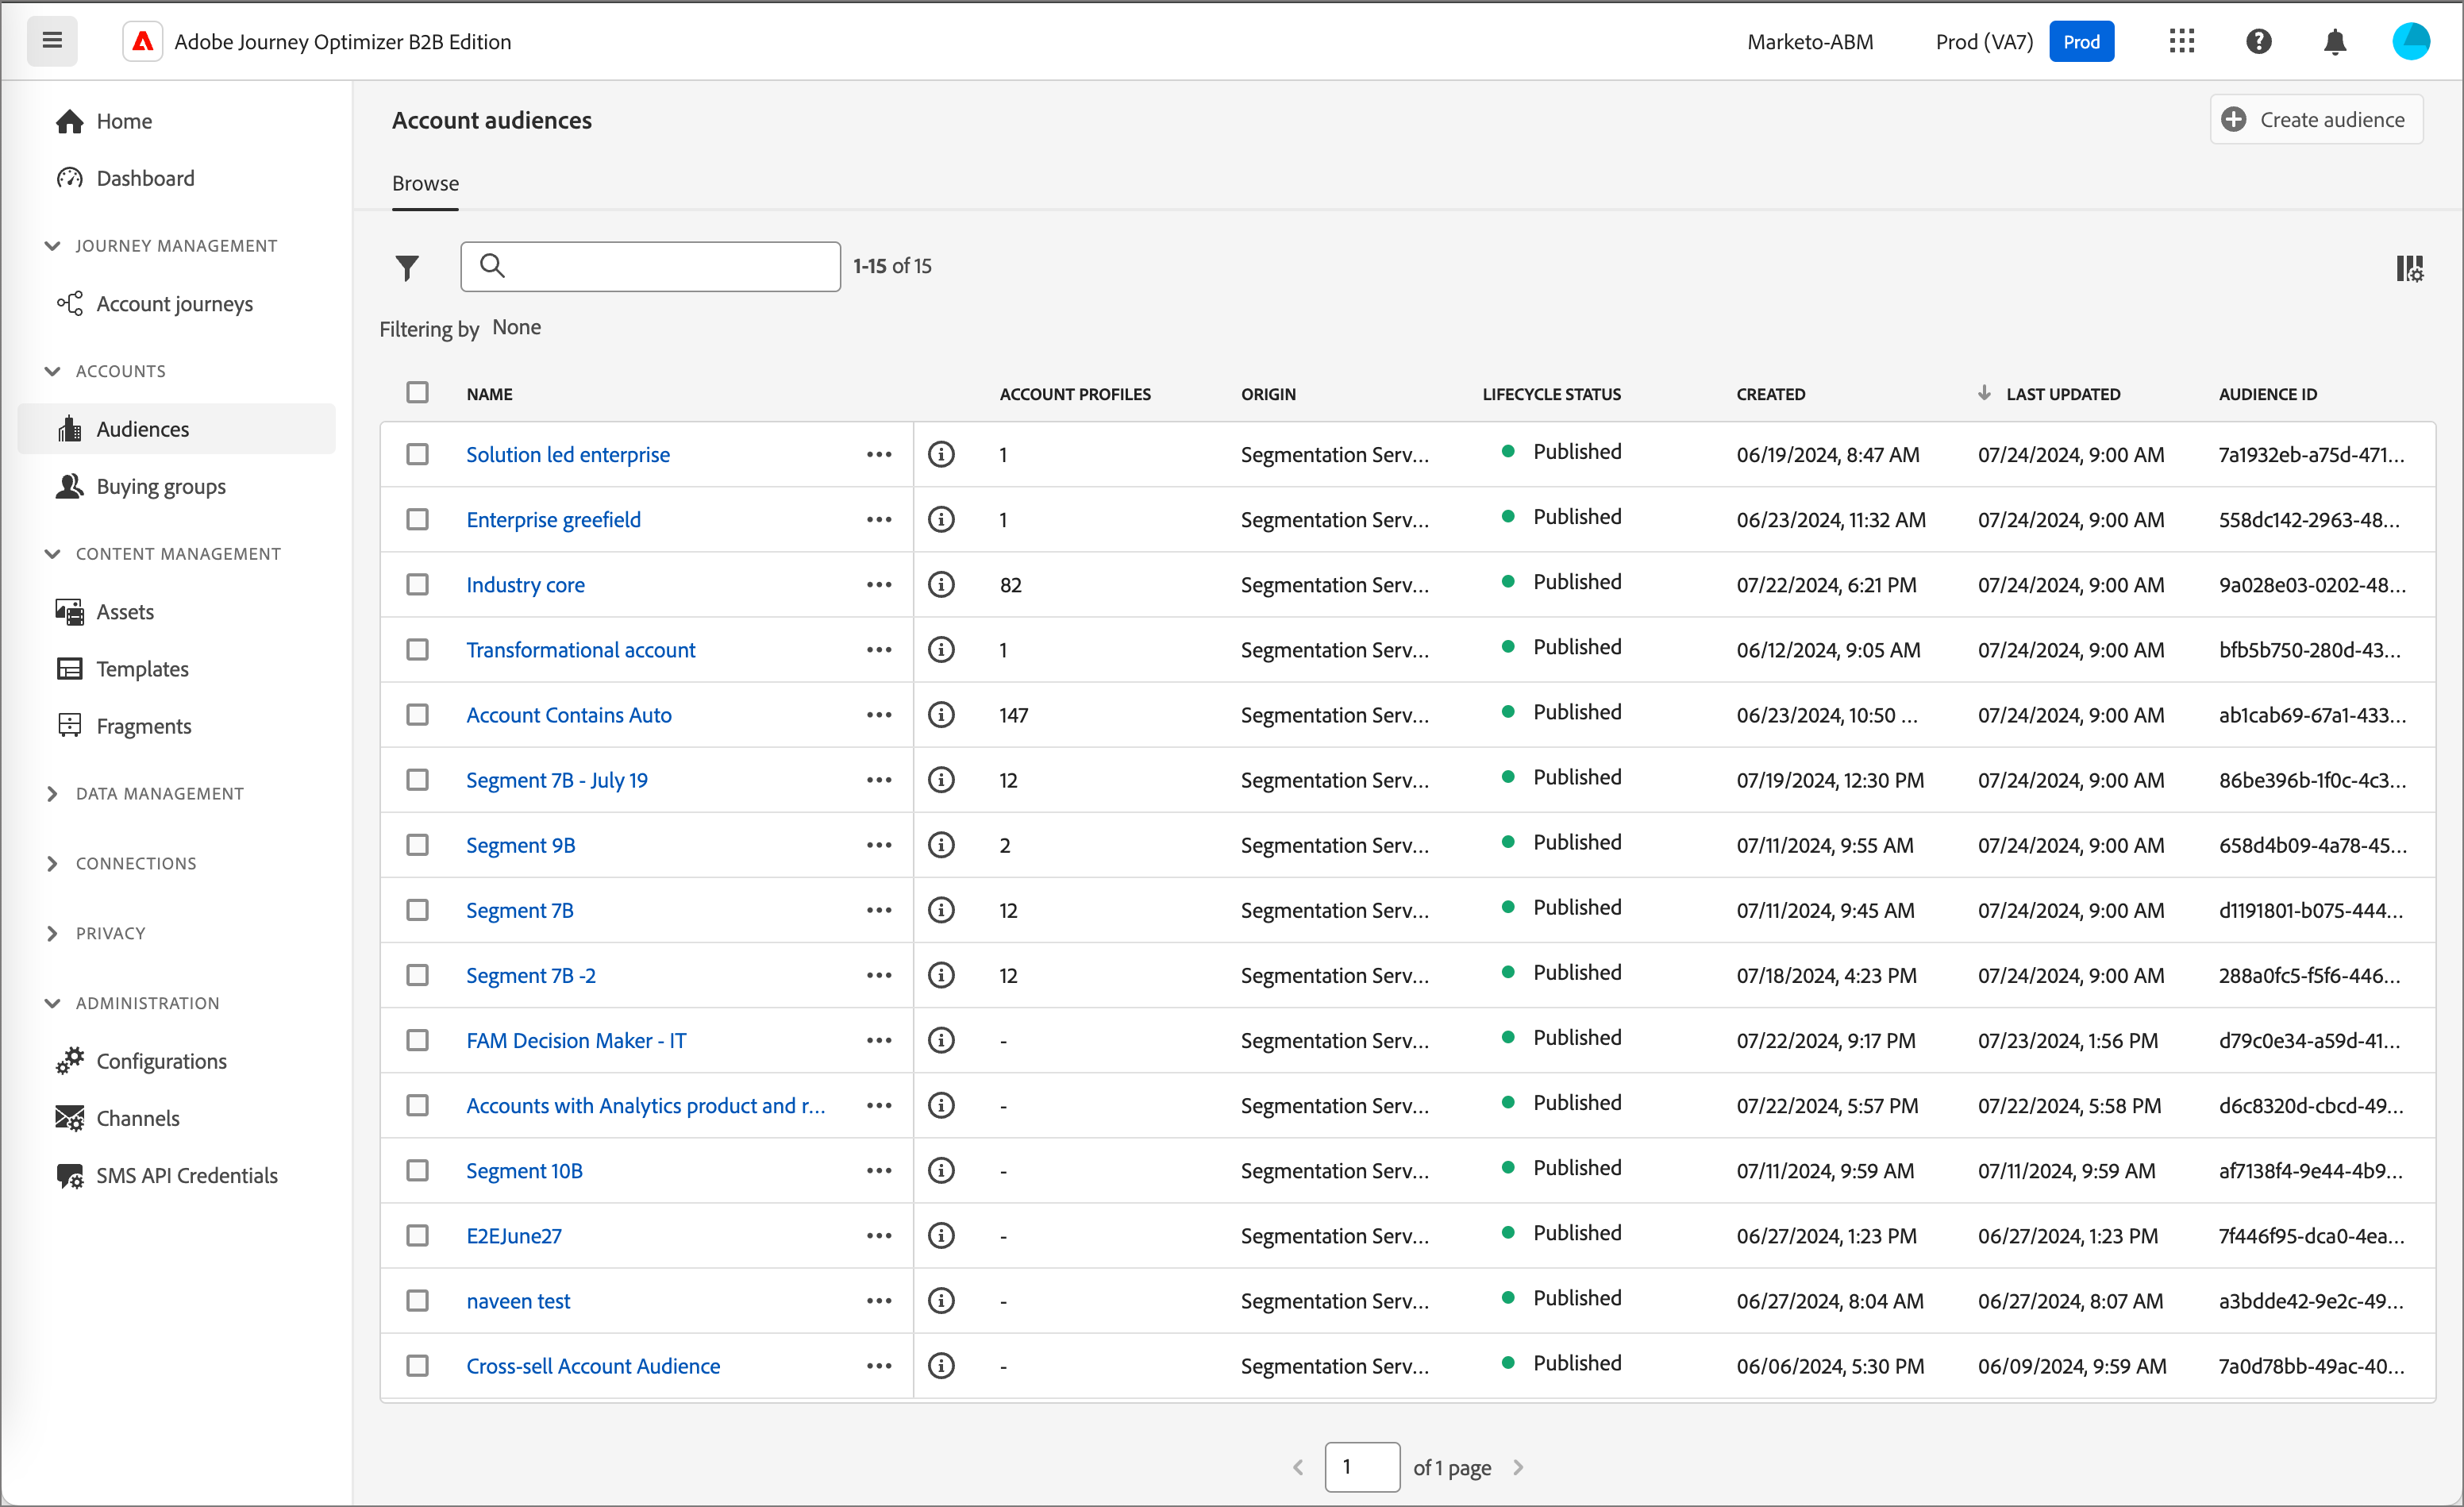 Adobe Journey Optimizer B2B Edition
Marketo-ABM
Prod (VA7) Prod
Home
Dashboard
JOURNEY MANAGEMENT
Account journeys
ACCOUNTS
Audiences
Buying groups
CONTENT MANAGEMENT
Assets
Templates
Fragments
DATA MANAGEMENT
CONNECTIONS
PRIVACY
ADMINISTRATION
Configurations
Channels
SMS API Credentials
Account audiences
Create audience
Browse
1-15 of 15
Filtering by None
NAME ACCOUNT PROFILES ORIGIN LIFECYCLE STATUS CREATED LAST UPDATED AUDIENCE ID
Solution led enterprise ••• 1 Segmentation Serv... Published 06/19/2024, 8:47 AM 07/24/2024, 9:00 AM 7a1932eb-a75d-471...
Enterprise greefield ••• 1 Segmentation Serv... Published 06/23/2024, 11:32 AM 07/24/2024, 9:00 AM 558dc142-2963-48...
Industry core ••• 82 Segmentation Serv... Published 07/22/2024, 6:21 PM 07/24/2024, 9:00 AM 9a028e03-0202-48...
Transformational account ••• 1 Segmentation Serv... Published 06/12/2024, 9:05 AM 07/24/2024, 9:00 AM bfb5b750-280d-43...
Account Contains Auto ••• 147 Segmentation Serv... Published 06/23/2024, 10:50 ... 07/24/2024, 9:00 AM ab1cab69-67a1-433...
Segment 7B - July 19 ••• 12 Segmentation Serv... Published 07/19/2024, 12:30 PM 07/24/2024, 9:00 AM 86be396b-1f0c-4c3...
Segment 9B ••• 2 Segmentation Serv... Published 07/11/2024, 9:55 AM 07/24/2024, 9:00 AM 658d4b09-4a78-45...
Segment 7B ••• 12 Segmentation Serv... Published 07/11/2024, 9:45 AM 07/24/2024, 9:00 AM d1191801-b075-444...
Segment 7B -2 ••• 12 Segmentation Serv... Published 07/18/2024, 4:23 PM 07/24/2024, 9:00 AM 288a0fc5-f5f6-446...
FAM Decision Maker - IT ••• - Segmentation Serv... Published 07/22/2024, 9:17 PM 07/23/2024, 1:56 PM d79c0e34-a59d-41...
Accounts with Analytics product and r... ••• - Segmentation Serv... Published 07/22/2024, 5:57 PM 07/22/2024, 5:58 PM d6c8320d-cbcd-49...
Segment 10B ••• - Segmentation Serv... Published 07/11/2024, 9:59 AM 07/11/2024, 9:59 AM af7138f4-9e44-4b9...
E2EJune27 ••• - Segmentation Serv... Published 06/27/2024, 1:23 PM 06/27/2024, 1:23 PM 7f446f95-dca0-4ea...
naveen test ••• - Segmentation Serv... Published 06/27/2024, 8:04 AM 06/27/2024, 8:07 AM a3bdde42-9e2c-49...
Cross-sell Account Audience ••• - Segmentation Serv... Published 06/06/2024, 5:30 PM 06/09/2024, 9:59 AM 7a0d78bb-49ac-40...
1 of 1 page